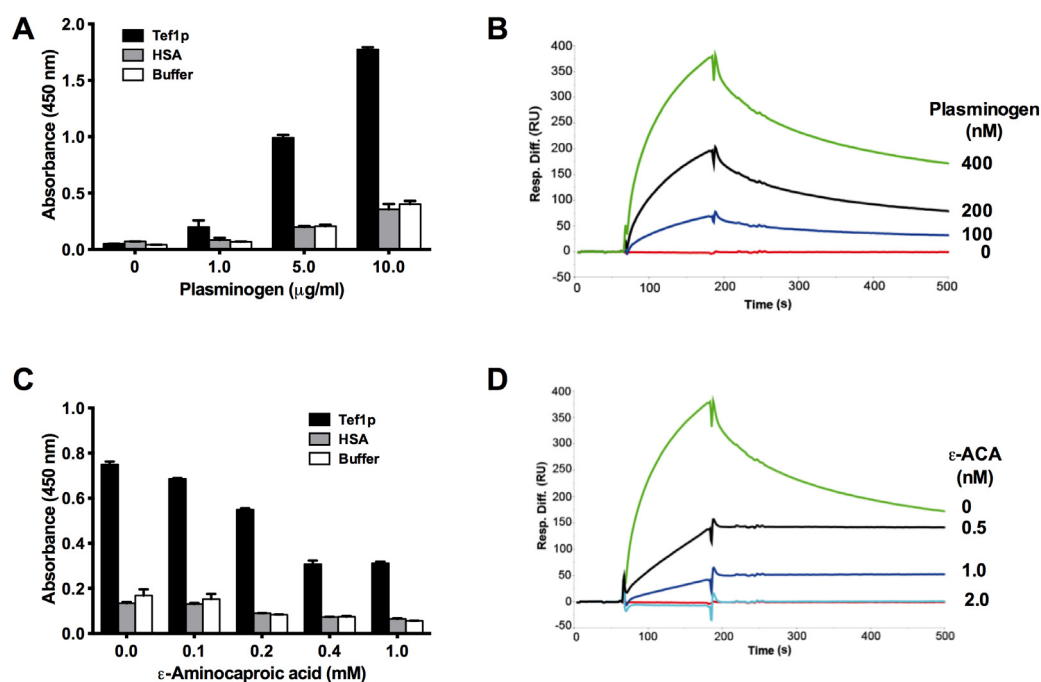 A
Tef1p
HSA
Buffer
Absorbance (450 nm)
2.0
1.5
1.0
0.5
0.0
0 1.0 5.0 10.0
Plasminogen (μg/ml)
B
Resp. Diff. (RU)
400
350
300
250
200
150
100
50
0
-50
100 200 300 400 500
Time (s)
Plasminogen
(nM)
400
200
100
0
C
Tef1p
HSA
Buffer
Absorbance (450 nm)
1.0
0.8
0.6
0.4
0.2
0.0
0.0 0.1 0.2 0.4 1.0
ε-Aminocaproic acid (mM)
D
Resp. Diff. (RU)
400
350
300
250
200
150
100
50
0
-50
0 100 200 300 400 500
Time (s)
ε-ACA
(nM)
0
0.5
1.0
2.0